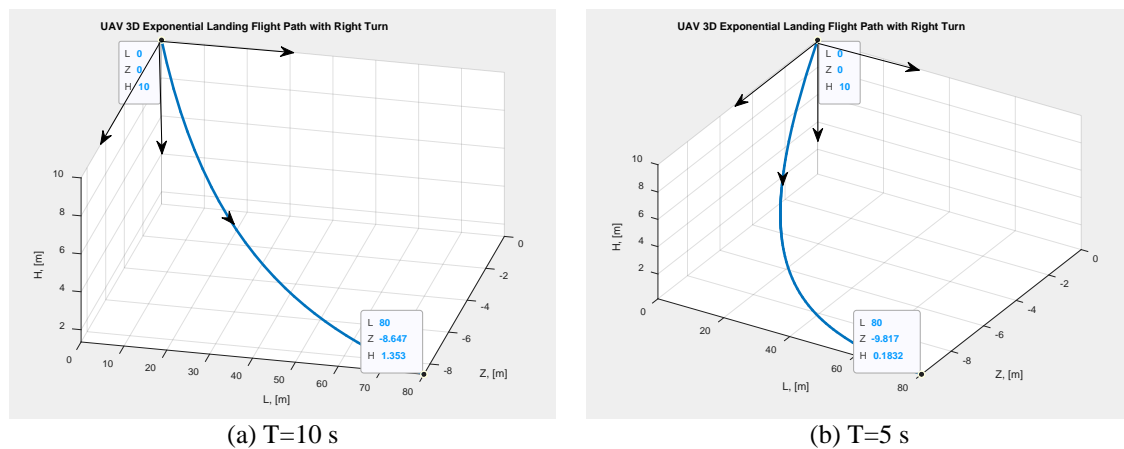 UAV 3D Exponential Landing Flight Path with Right Turn
L 0
Z 0
H 10
10
8
6
4
2
H, [m]
0
10
20
30
40
50
60
70
80
L, [m]
0
-2
-4
-6
-8
Z, [m]
L 80
Z -8.647
H 1.353
(a) T=10 s
UAV 3D Exponential Landing Flight Path with Right Turn
L 0
Z 0
H 10
10
8
6
4
2
H, [m]
0
20
40
60
80
L, [m]
0
-2
-4
-6
-8
Z, [m]
L 80
Z -9.817
H 0.1832
(b) T=5 s